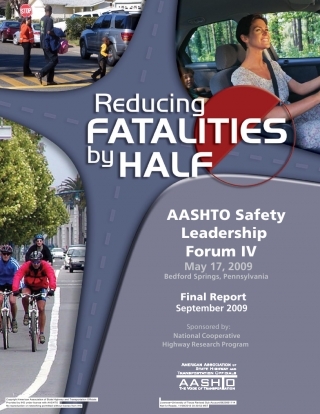 STOP
Reducing
FATALITIES
by HALF
AASHTO Safety
Leadership
Forum IV
May 17, 2009
Bedford Springs, Pennsylvania
Final Report
September 2009
Sponsored by:
National Cooperative
Highway Research Program
AMERICAN ASSOCIATION OF
STATE HIGHWAY AND
TRANSPORTATION OFFICIALS
AASHTO
THE VOICE OF TRANSPORTATION